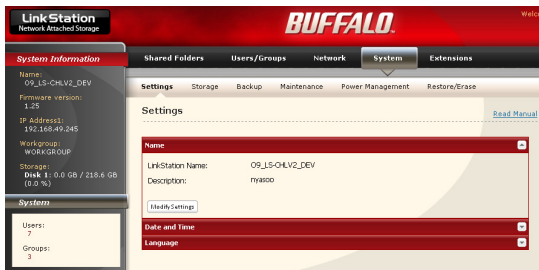 LinkStation
Network Attached Storage
BUFFALO
System Information
Name:
09_LS-CHLV2_DEV
Firmware version:
1.25
IP Address1:
192.168.49.245
Workgroup:
WORKGROUP
Storage:
Disk 1: 0.0 GB / 218.6 GB
(0.0 %)
System
Users:
7
Groups:
3
Shared Folders Users/Groups Network System Extensions
Settings Storage Backup Maintenance Power Management Restore/Erase
Settings
Read Manual
Name
LinkStation Name: 09_LS-CHLV2_DEV
Description: nyasoo
Modify Settings
Date and Time
Language